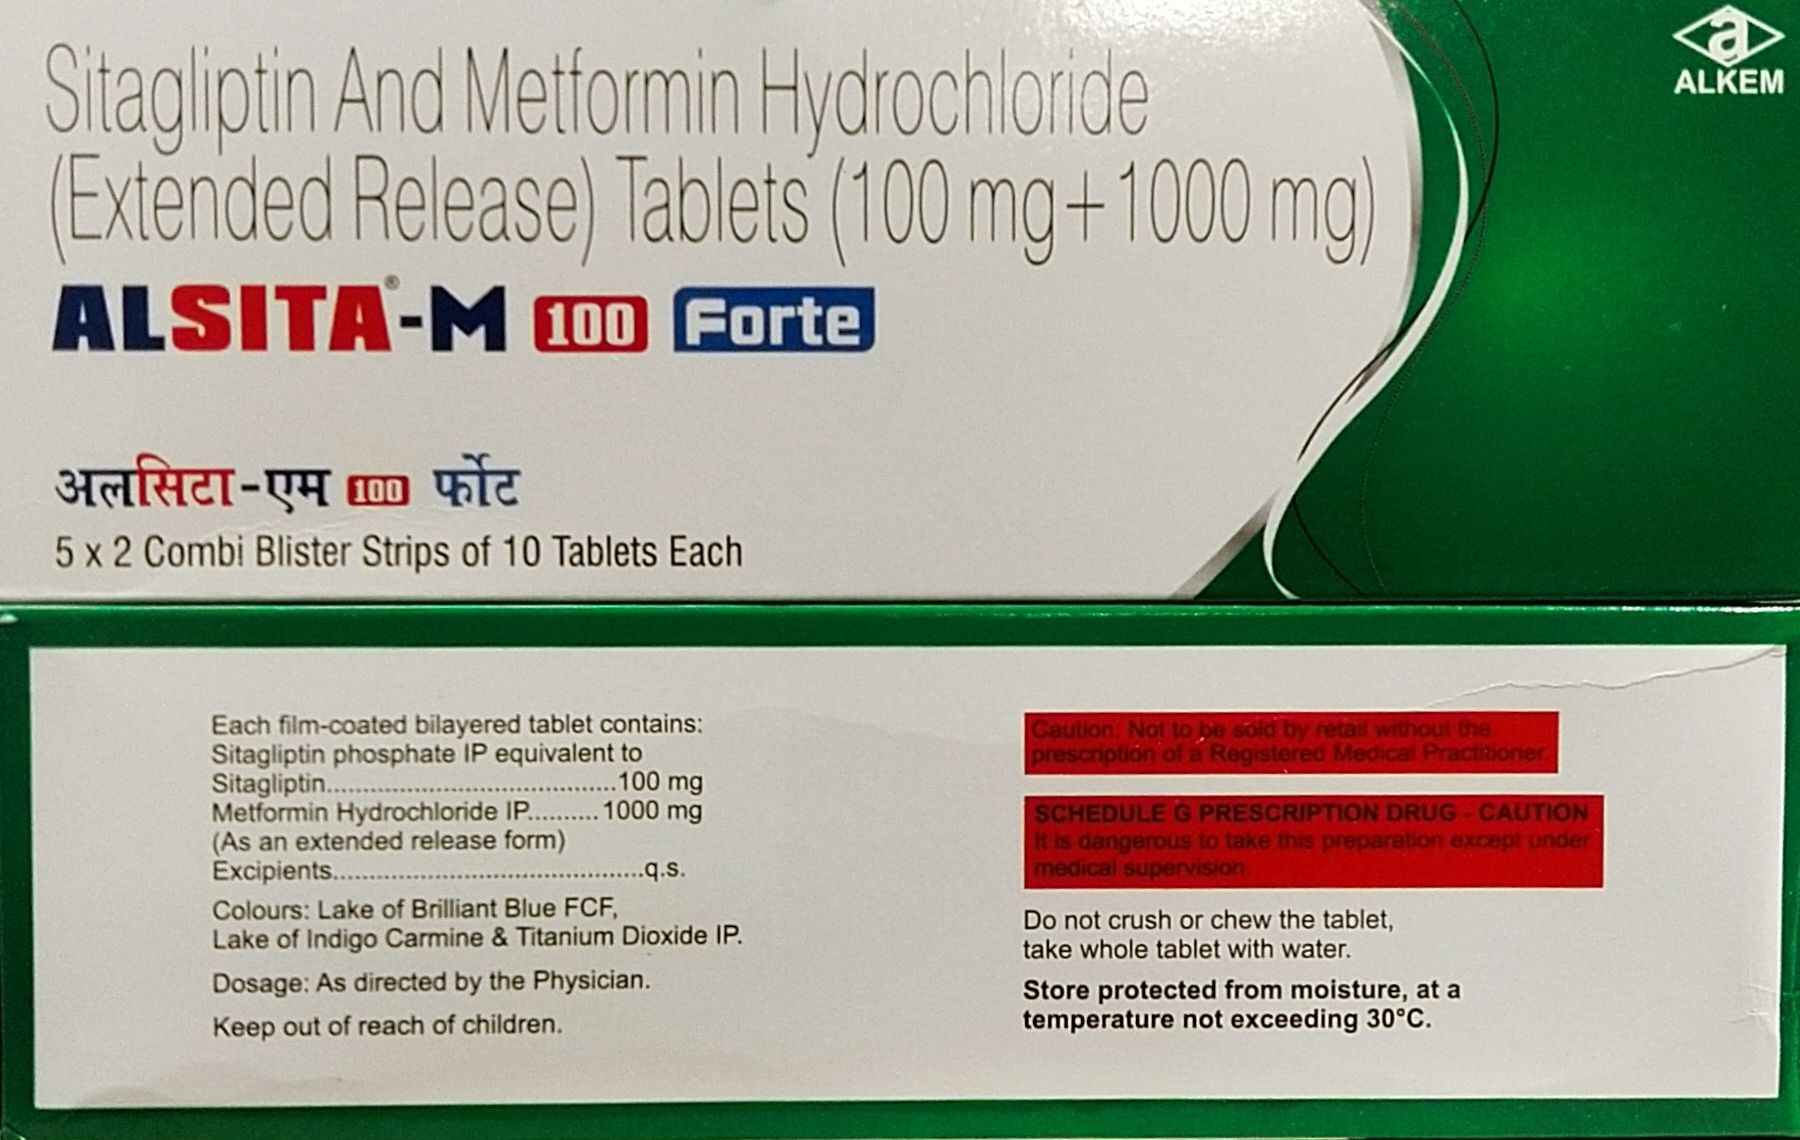 ALKEM
Sitagliptin And Metformin Hydrochloride
(Extended Release) Tablets (100 mg+1000 mg)
ALSITA®-M 100 Forte
अलसिटा-एम 100 फोर्ट
5 x 2 Combi Blister Strips of 10 Tablets Each
Each film-coated bilayered tablet contains:
Sitagliptin phosphate IP equivalent to
Sitagliptin....................................100 mg
Metformin Hydrochloride IP..........1000 mg
(As an extended release form)
Excipients.......................................q.s.
Colours: Lake of Brilliant Blue FCF,
Lake of Indigo Carmine & Titanium Dioxide IP.
Dosage: As directed by the Physician.
Keep out of reach of children.
Caution: Not to be sold by retail without the
prescription of a Registered Medical Practitioner.
SCHEDULE G PRESCRIPTION DRUG - CAUTION
It is dangerous to take this preparation except under
medical supervision.
Do not crush or chew the tablet,
take whole tablet with water.
Store protected from moisture, at a
temperature not exceeding 30°C.